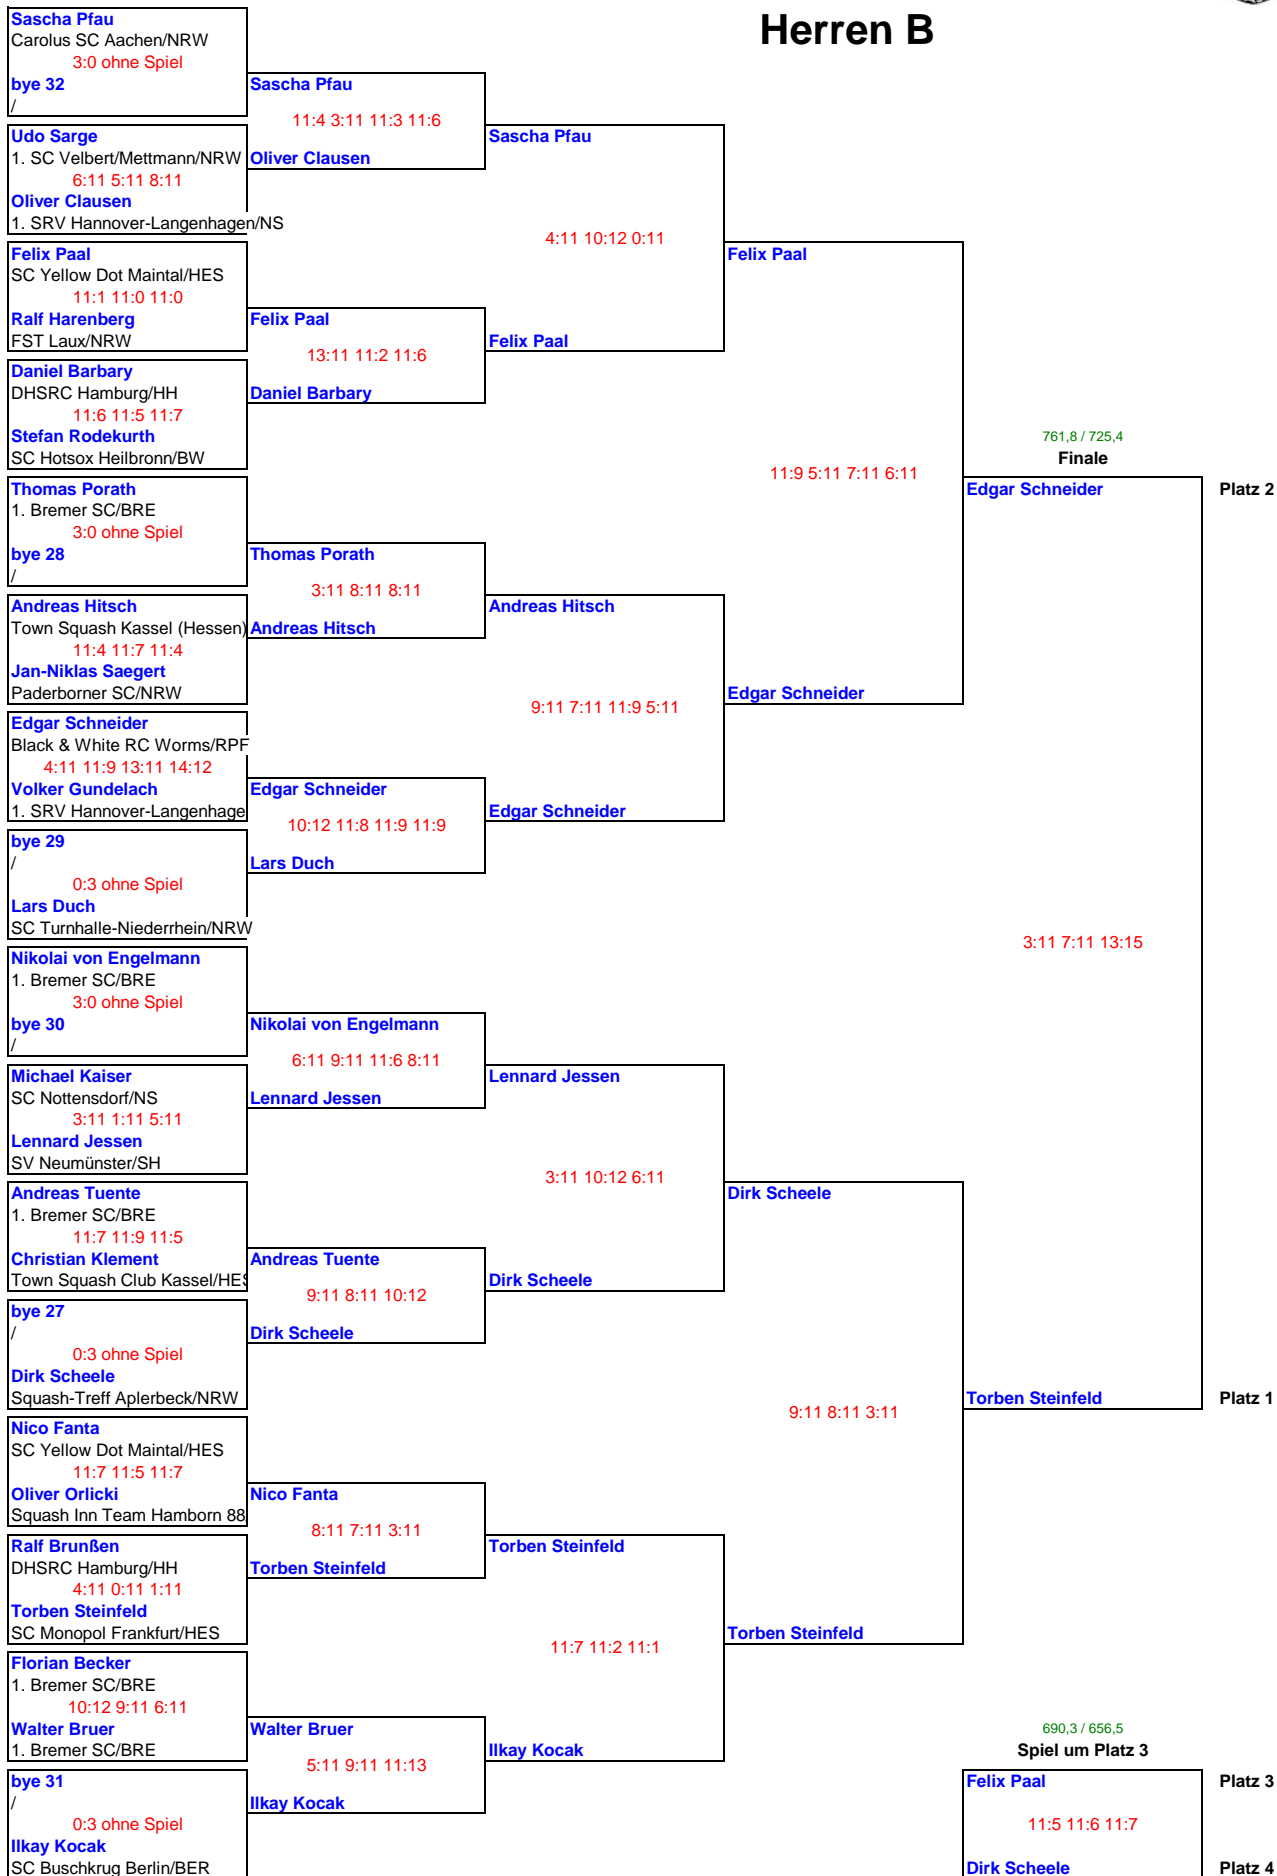 Herren B
Sascha Pfau
Carolus SC Aachen/NRW
3:0 ohne Spiel
bye 32
/
Udo Sarge
1. SC Velbert/Mettmann/NRW
6:11 5:11 8:11
Oliver Clausen
1. SRV Hannover-Langenhagen/NS
Felix Paal
SC Yellow Dot Maintal/HES
11:1 11:0 11:0
Ralf Harenberg
FST Laux/NRW
Daniel Barbary
DHSRC Hamburg/HH
11:6 11:5 11:7
Stefan Rodekurth
SC Hotsox Heilbronn/BW
Thomas Porath
1. Bremer SC/BRE
3:0 ohne Spiel
bye 28
/
Andreas Hitsch
Town Squash Kassel (Hessen)
11:4 11:7 11:4
Jan-Niklas Saegert
Paderborner SC/NRW
Edgar Schneider
Black & White RC Worms/RPF
4:11 11:9 13:11 14:12
Volker Gundelach
1. SRV Hannover-Langenhage
bye 29
/
0:3 ohne Spiel
Lars Duch
SC Turnhalle-Niederrhein/NRW
Nikolai von Engelmann
1. Bremer SC/BRE
3:0 ohne Spiel
bye 30
/
Michael Kaiser
SC Nottensdorf/NS
3:11 1:11 5:11
Lennard Jessen
SV Neumünster/SH
Andreas Tuente
1. Bremer SC/BRE
11:7 11:9 11:5
Christian Klement
Town Squash Club Kassel/HES
bye 27
/
0:3 ohne Spiel
Dirk Scheele
Squash-Treff Aplerbeck/NRW
Nico Fanta
SC Yellow Dot Maintal/HES
11:7 11:5 11:7
Oliver Orlicki
Squash Inn Team Hamborn 88
Ralf Brunßen
DHSRC Hamburg/HH
4:11 0:11 1:11
Torben Steinfeld
SC Monopol Frankfurt/HES
Florian Becker
1. Bremer SC/BRE
10:12 9:11 6:11
Walter Bruer
1. Bremer SC/BRE
bye 31
/
0:3 ohne Spiel
Ilkay Kocak
SC Buschkrug Berlin/BER
Sascha Pfau
11:4 3:11 11:3 11:6
Oliver Clausen
Felix Paal
13:11 11:2 11:6
Daniel Barbary
Thomas Porath
3:11 8:11 8:11
Andreas Hitsch
Edgar Schneider
10:12 11:8 11:9 11:9
Lars Duch
Nikolai von Engelmann
6:11 9:11 11:6 8:11
Lennard Jessen
Andreas Tuente
9:11 8:11 10:12
Dirk Scheele
Nico Fanta
8:11 7:11 3:11
Torben Steinfeld
Walter Bruer
5:11 9:11 11:13
Ilkay Kocak
Sascha Pfau
4:11 10:12 0:11
Felix Paal
Andreas Hitsch
9:11 7:11 11:9 5:11
Edgar Schneider
Lennard Jessen
3:11 10:12 6:11
Dirk Scheele
Torben Steinfeld
11:7 11:2 11:1
Ilkay Kocak
Felix Paal
11:9 5:11 7:11 6:11
Edgar Schneider
Dirk Scheele
9:11 8:11 3:11
Torben Steinfeld
761,8 / 725,4
Finale
Edgar Schneider
Platz 2
3:11 7:11 13:15
Torben Steinfeld
Platz 1
690,3 / 656,5
Spiel um Platz 3
Felix Paal
Platz 3
11:5 11:6 11:7
Dirk Scheele
Platz 4